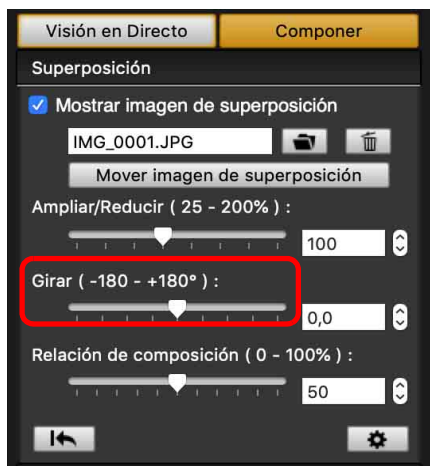 Visión en Directo Componer
Superposición
Mostrar imagen de superposición
IMG_0001.JPG
Mover imagen de superposición
Ampliar/Reducir ( 25 - 200% ) :
100
Girar ( -180 - +180° ) :
0,0
Relación de composición ( 0 - 100% ) :
50